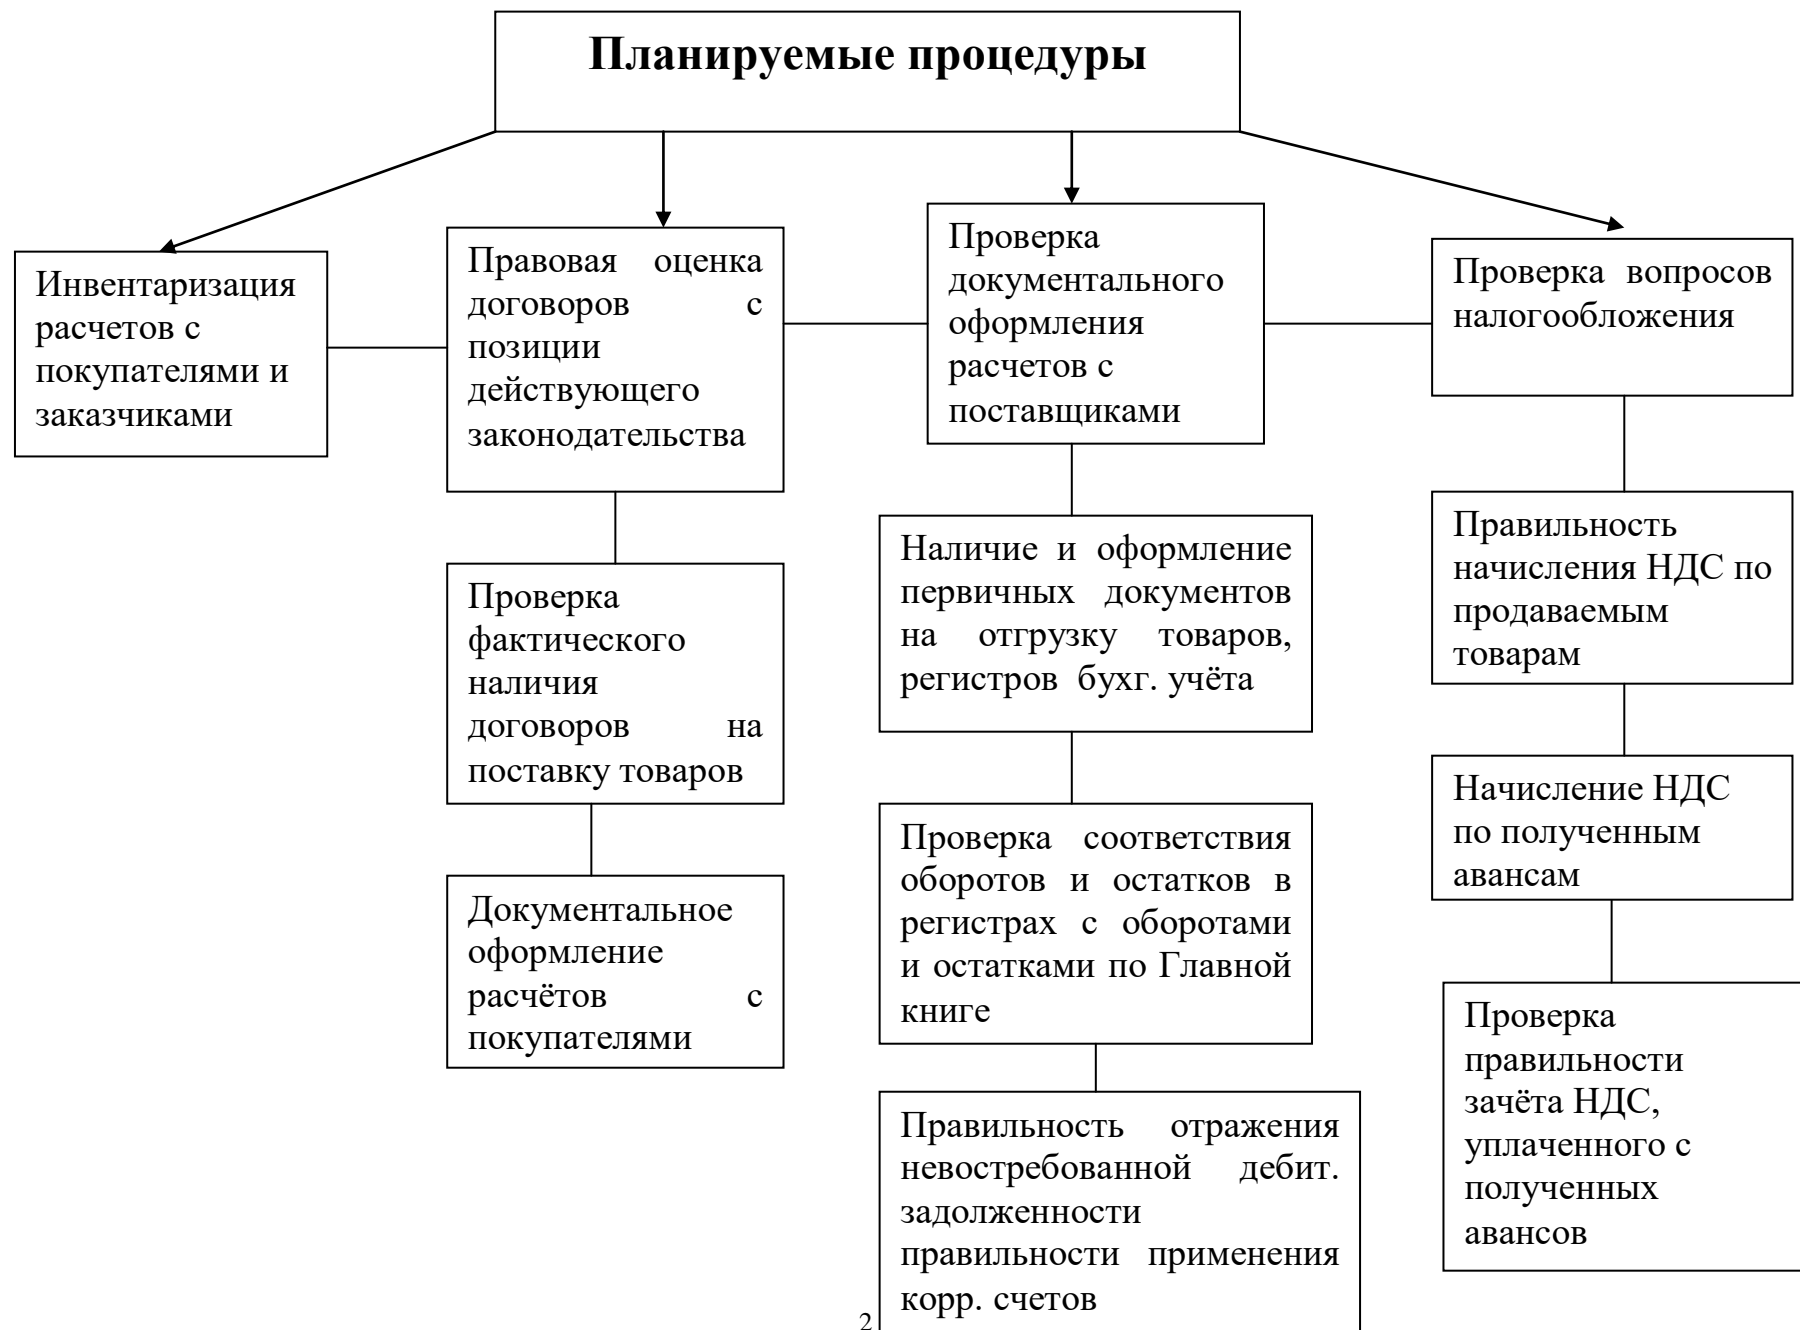 Планируемые процедуры
Инвентаризация
расчетов с
покупателями и
заказчиками
Правовая оценка
договоров с
позиции
действующего
законодательства
Проверка
документального
оформления
расчетов с
поставщиками
Проверка вопросов
налогообложения
Проверка
фактического
наличия
договоров на
поставку товаров
Документальное
оформление
расчётов с
покупателями
Наличие и оформление
первичных документов
на отгрузку товаров,
регистров бухг. учёта
Проверка соответствия
оборотов и остатков в
регистрах с оборотами
и остатками по Главной
книге
Правильность отражения
невостребованной дебит.
задолженности
правильности применения
корр. счетов
Правильность
начисления НДС по
продаваемым
товарам
Начисление НДС
по полученным
авансам
Проверка
правильности
зачёта НДС,
уплаченного с
полученных
авансов
2